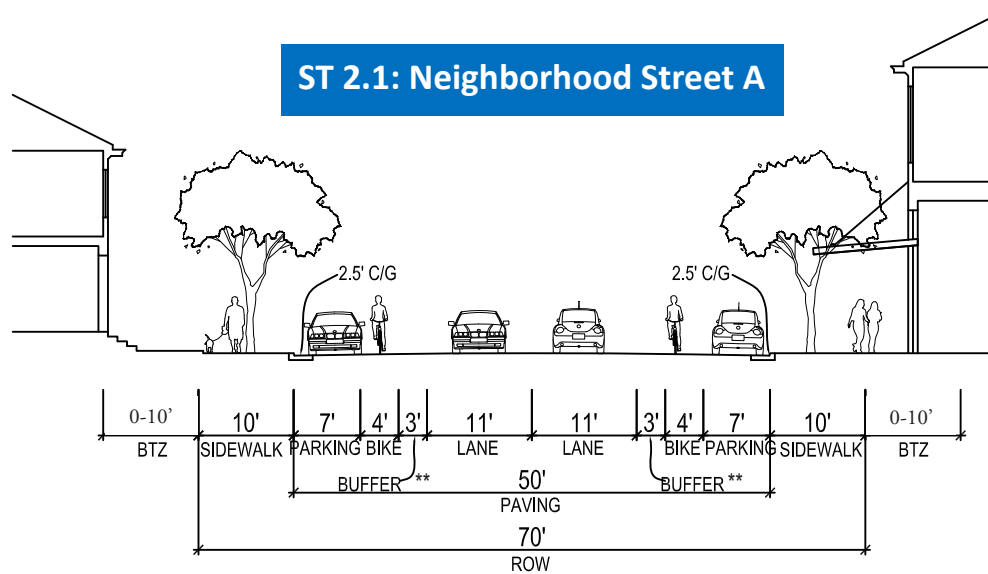 ST 2.1: Neighborhood Street A
2.5' C/G 2.5' C/G
0-10’ 10' 7' 4' 3' 11' 11' 3' 4' 7' 10' 0-10’
BTZ SIDEWALK PARKING BIKE LANE LANE BIKE PARKING SIDEWALK BTZ
BUFFER ** 50' BUFFER **
PAVING
70'
ROW